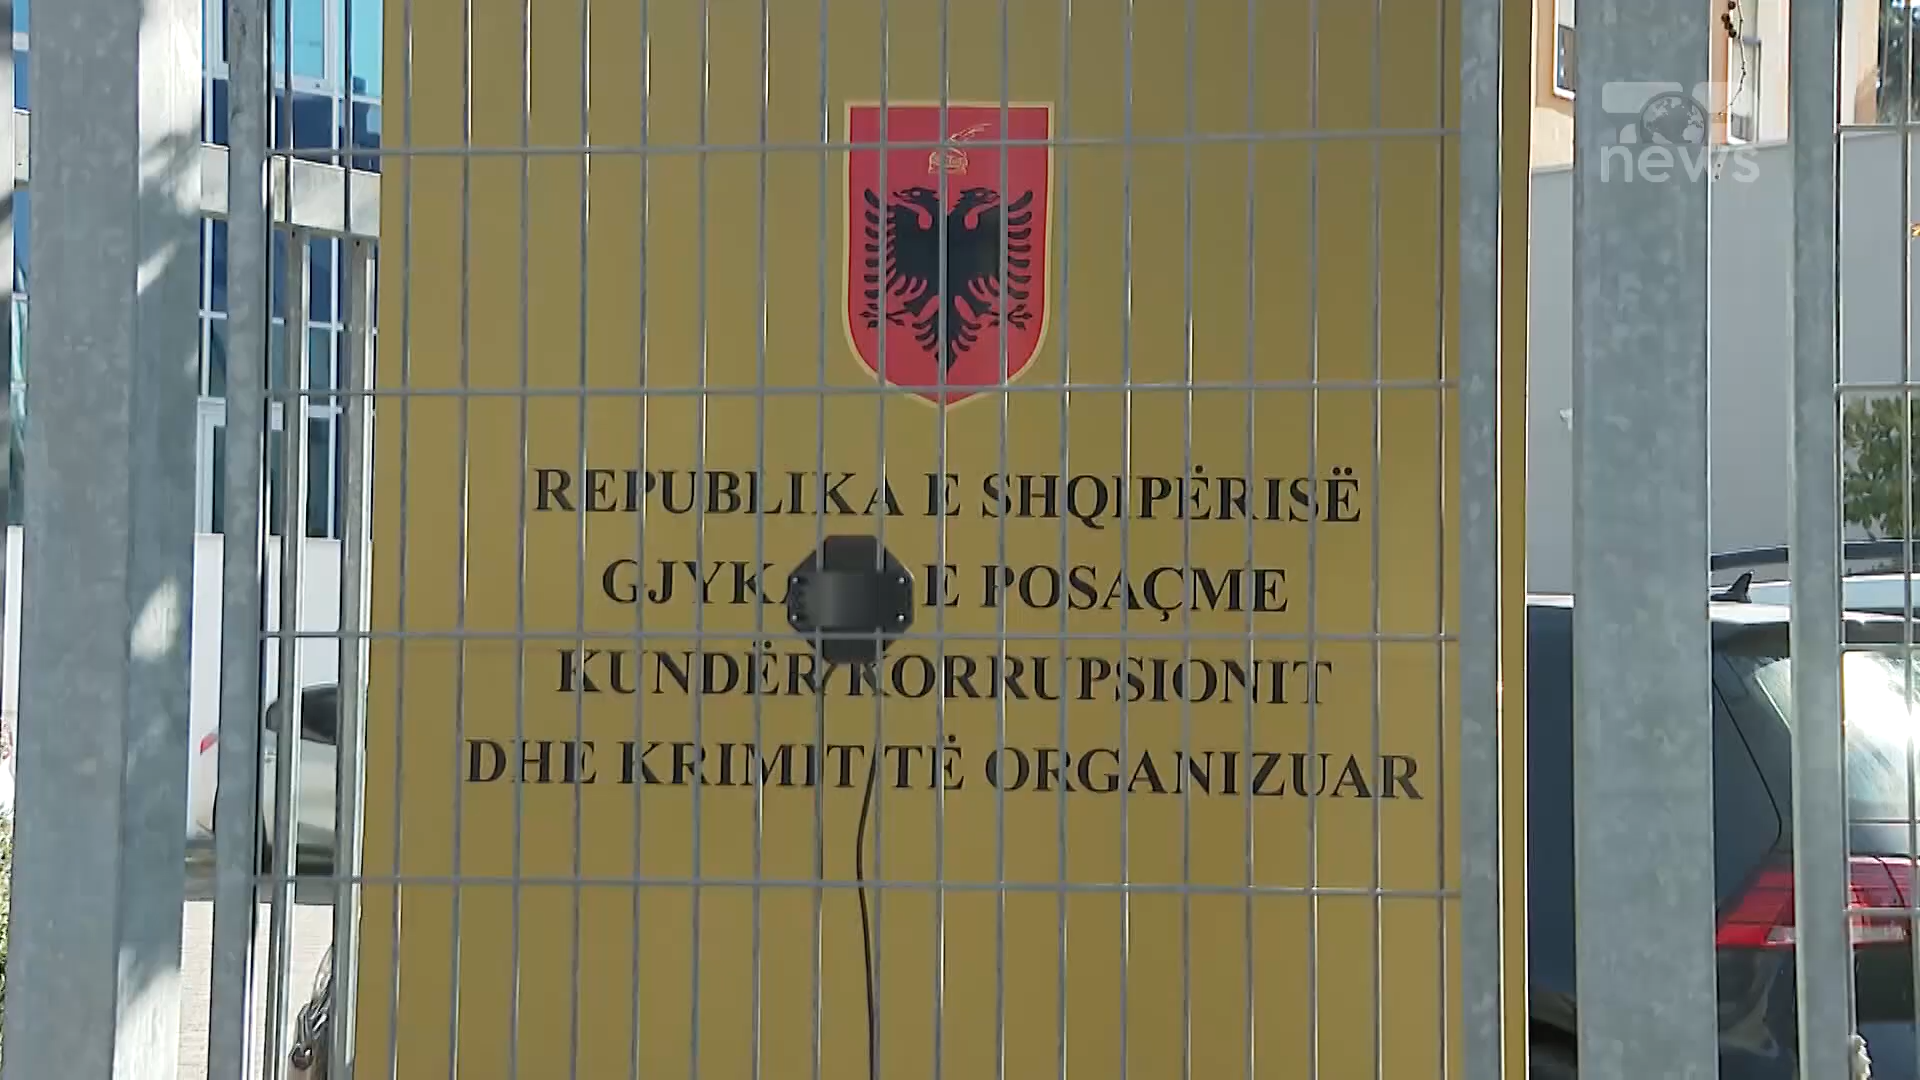 news
REPUBLIKA E SHQIPËRISË
E POSAÇME
KUNDËR KORRUPSIONIT
DHE KRIMIT TË ORGANIZUAR